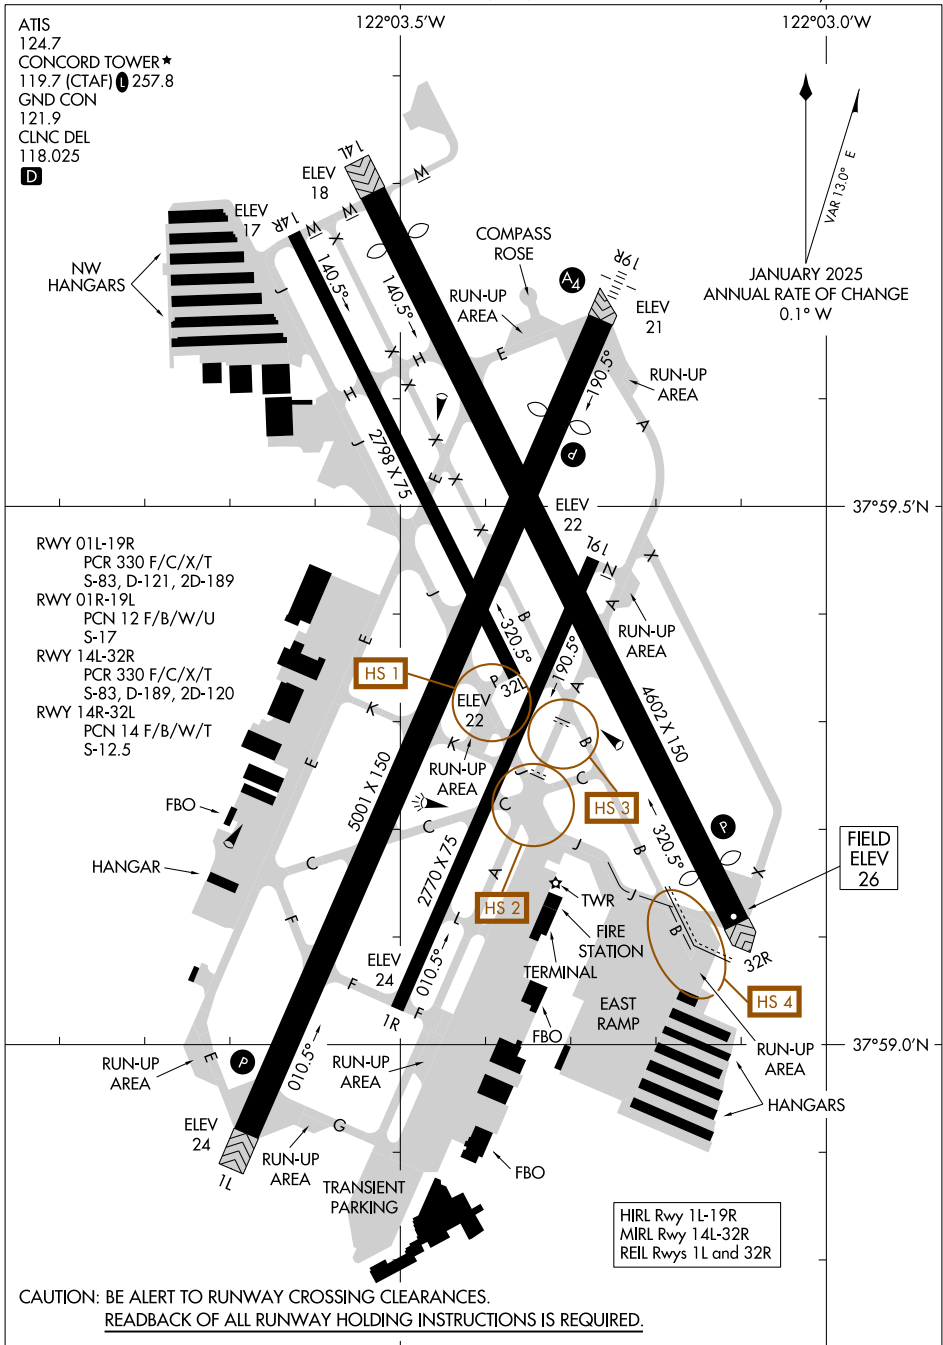 122°03.5'W
122°03.0'W
ATIS
124.7
CONCORD TOWER★
119.7 (CTAF) L 257.8
GND CON
121.9
CLNC DEL
118.025
D
14L
ELEV
18
W
W
W
14R
ELEV
17
X
J
140.5°
140.5°
NW
HANGARS
COMPASS
ROSE
RUN-UP
AREA
A4
19R
ELEV
21
VAR 13.0° E
JANUARY 2025
ANNUAL RATE OF CHANGE
0.1° W
E
H
X
X
H
J
190.5°
RUN-UP
AREA
A
2798 X 75
X
E
X
P
X
ELEV
22
19L
N
A
A
X
37°59.5'N
RWY 01L-19R
PCR 330 F/C/X/T
S-83, D-121, 2D-189
RWY 01R-19L
PCN 12 F/B/W/U
S-17
RWY 14L-32R
PCR 330 F/C/X/T
S-83, D-189, 2D-120
RWY 14R-32L
PCN 14 F/B/W/T
S-12.5
J
B
RUN-UP
AREA
E
320.5°
190.5°
HS 1
P
32L
ELEV
22
A
4602 X 150
K
K
B
E
RUN-UP
AREA
J
C
HS 3
5001 X 150
C
C
FBO
C
2770 X 75
320.5°
P
J
B
FIELD
ELEV
26
HANGAR
A
X
HS 2
TWR
J
B
F
L
FIRE
STATION
32R
ELEV
24
010.5°
TERMINAL
F
F
1R
EAST
RAMP
HS 4
FBO
RUN-UP
AREA
37°59.0'N
E
RUN-UP
AREA
P
010.5°
RUN-UP
AREA
HANGARS
ELEV
24
G
RUN-UP
AREA
1L
FBO
TRANSIENT
PARKING
HIRL Rwy 1L-19R
MIRL Rwy 14L-32R
REIL Rwys 1L and 32R
CAUTION: BE ALERT TO RUNWAY CROSSING CLEARANCES.
READBACK OF ALL RUNWAY HOLDING INSTRUCTIONS IS REQUIRED.